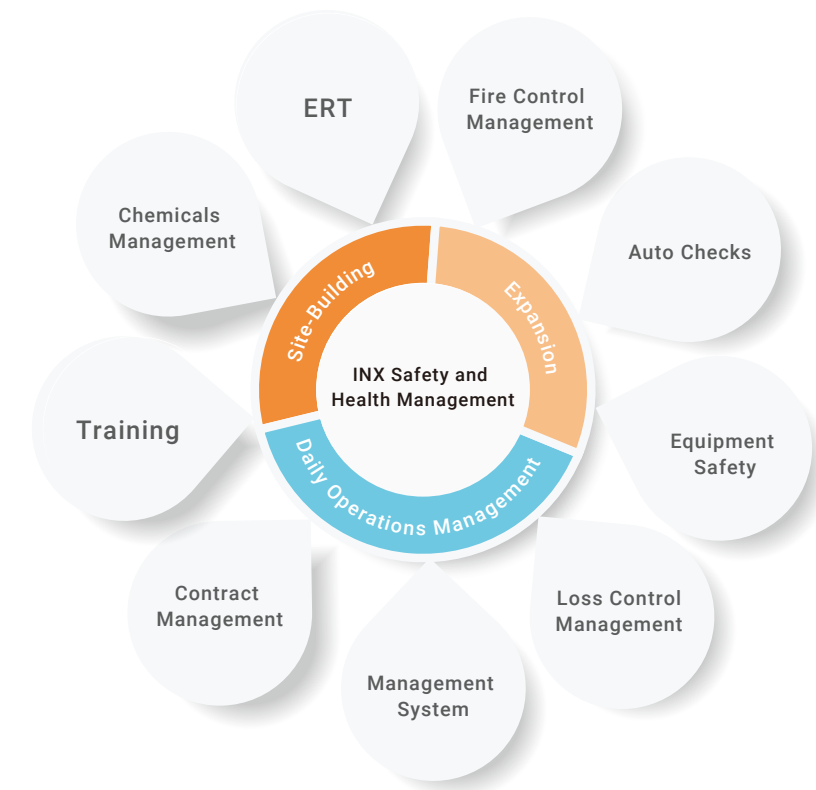 ERT
Fire Control
Management
Chemicals
Management
Auto Checks
Site-Building
Expansion
INX Safety and
Health Management
Training
Equipment
Safety
Daily Operations Management
Contract
Management
Loss Control
Management
Management
System